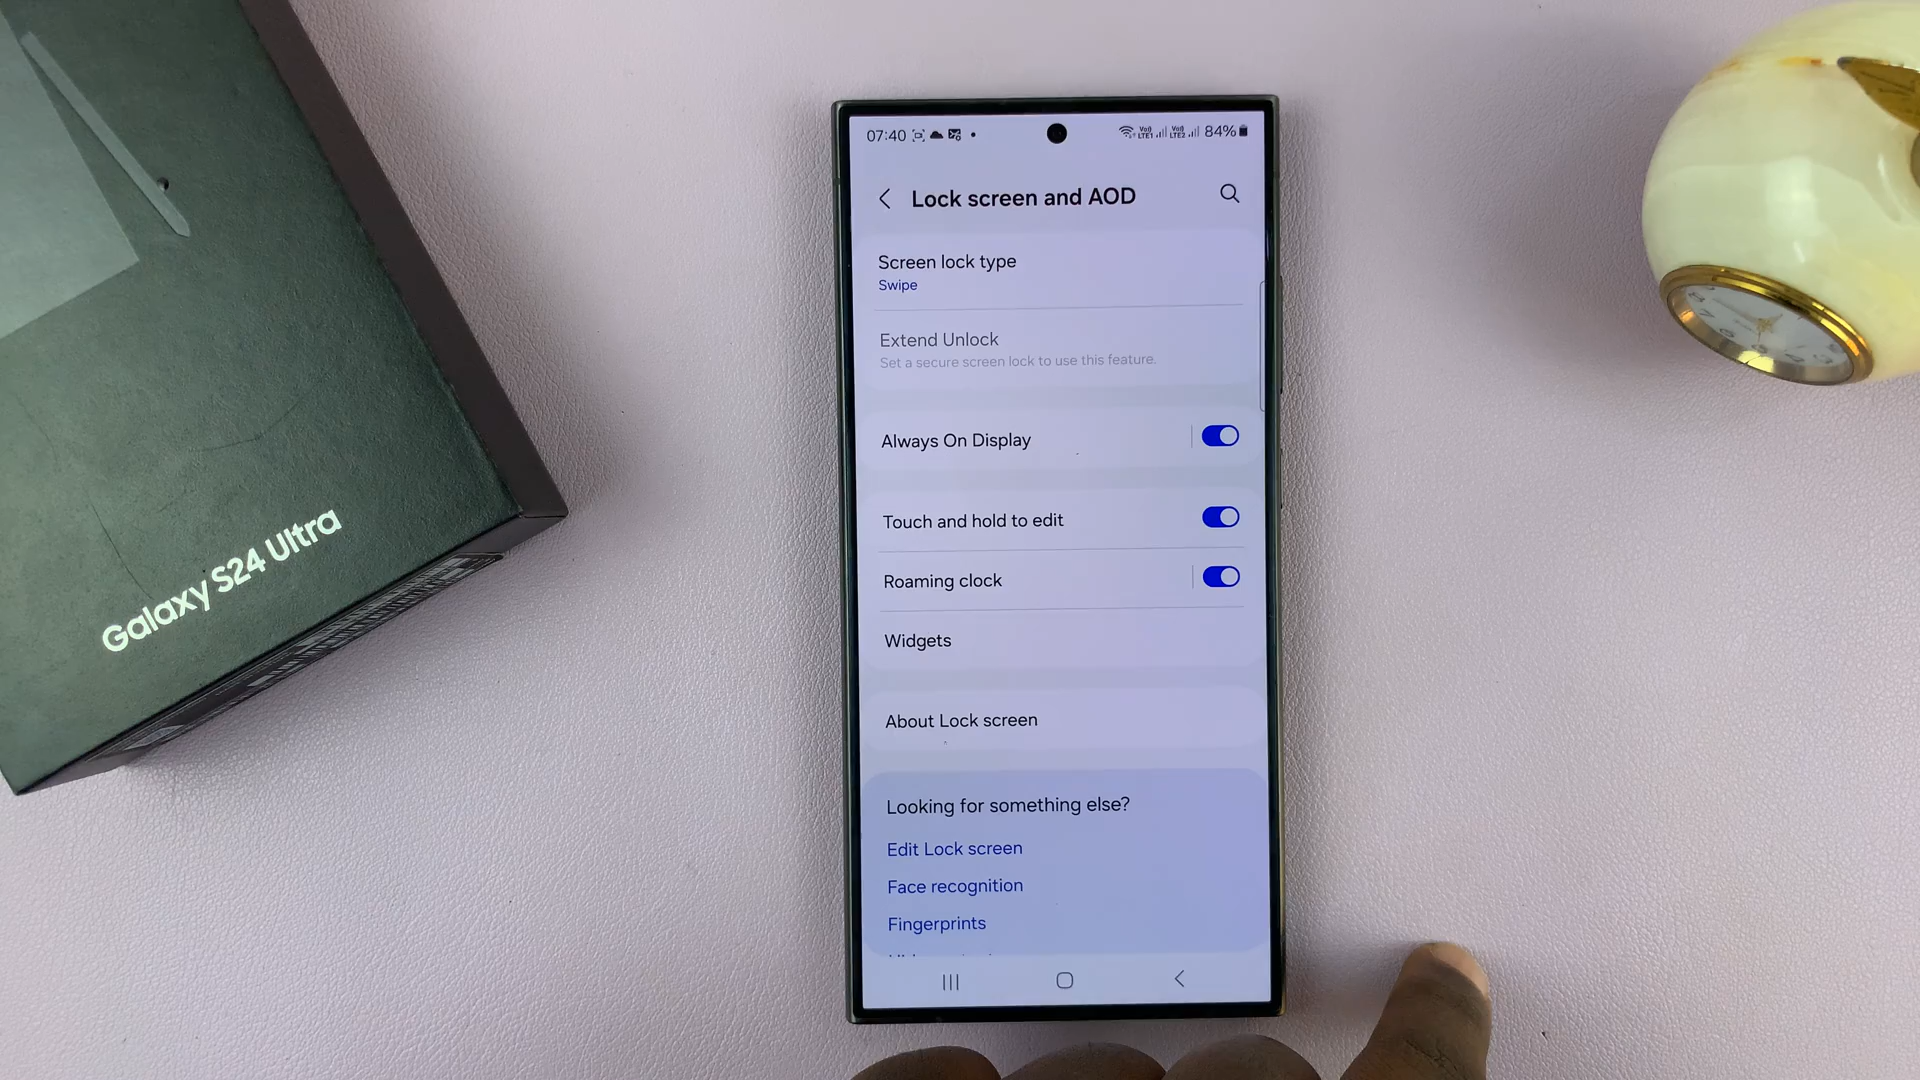 Galaxy S24 Ultra
07:40
84%
Lock screen and AOD
Screen lock type
Swipe
Extend Unlock
Set a secure screen lock to use this feature.
Always On Display
Touch and hold to edit
Roaming clock
Widgets
About Lock screen
Looking for something else?
Edit Lock screen
Face recognition
Fingerprints